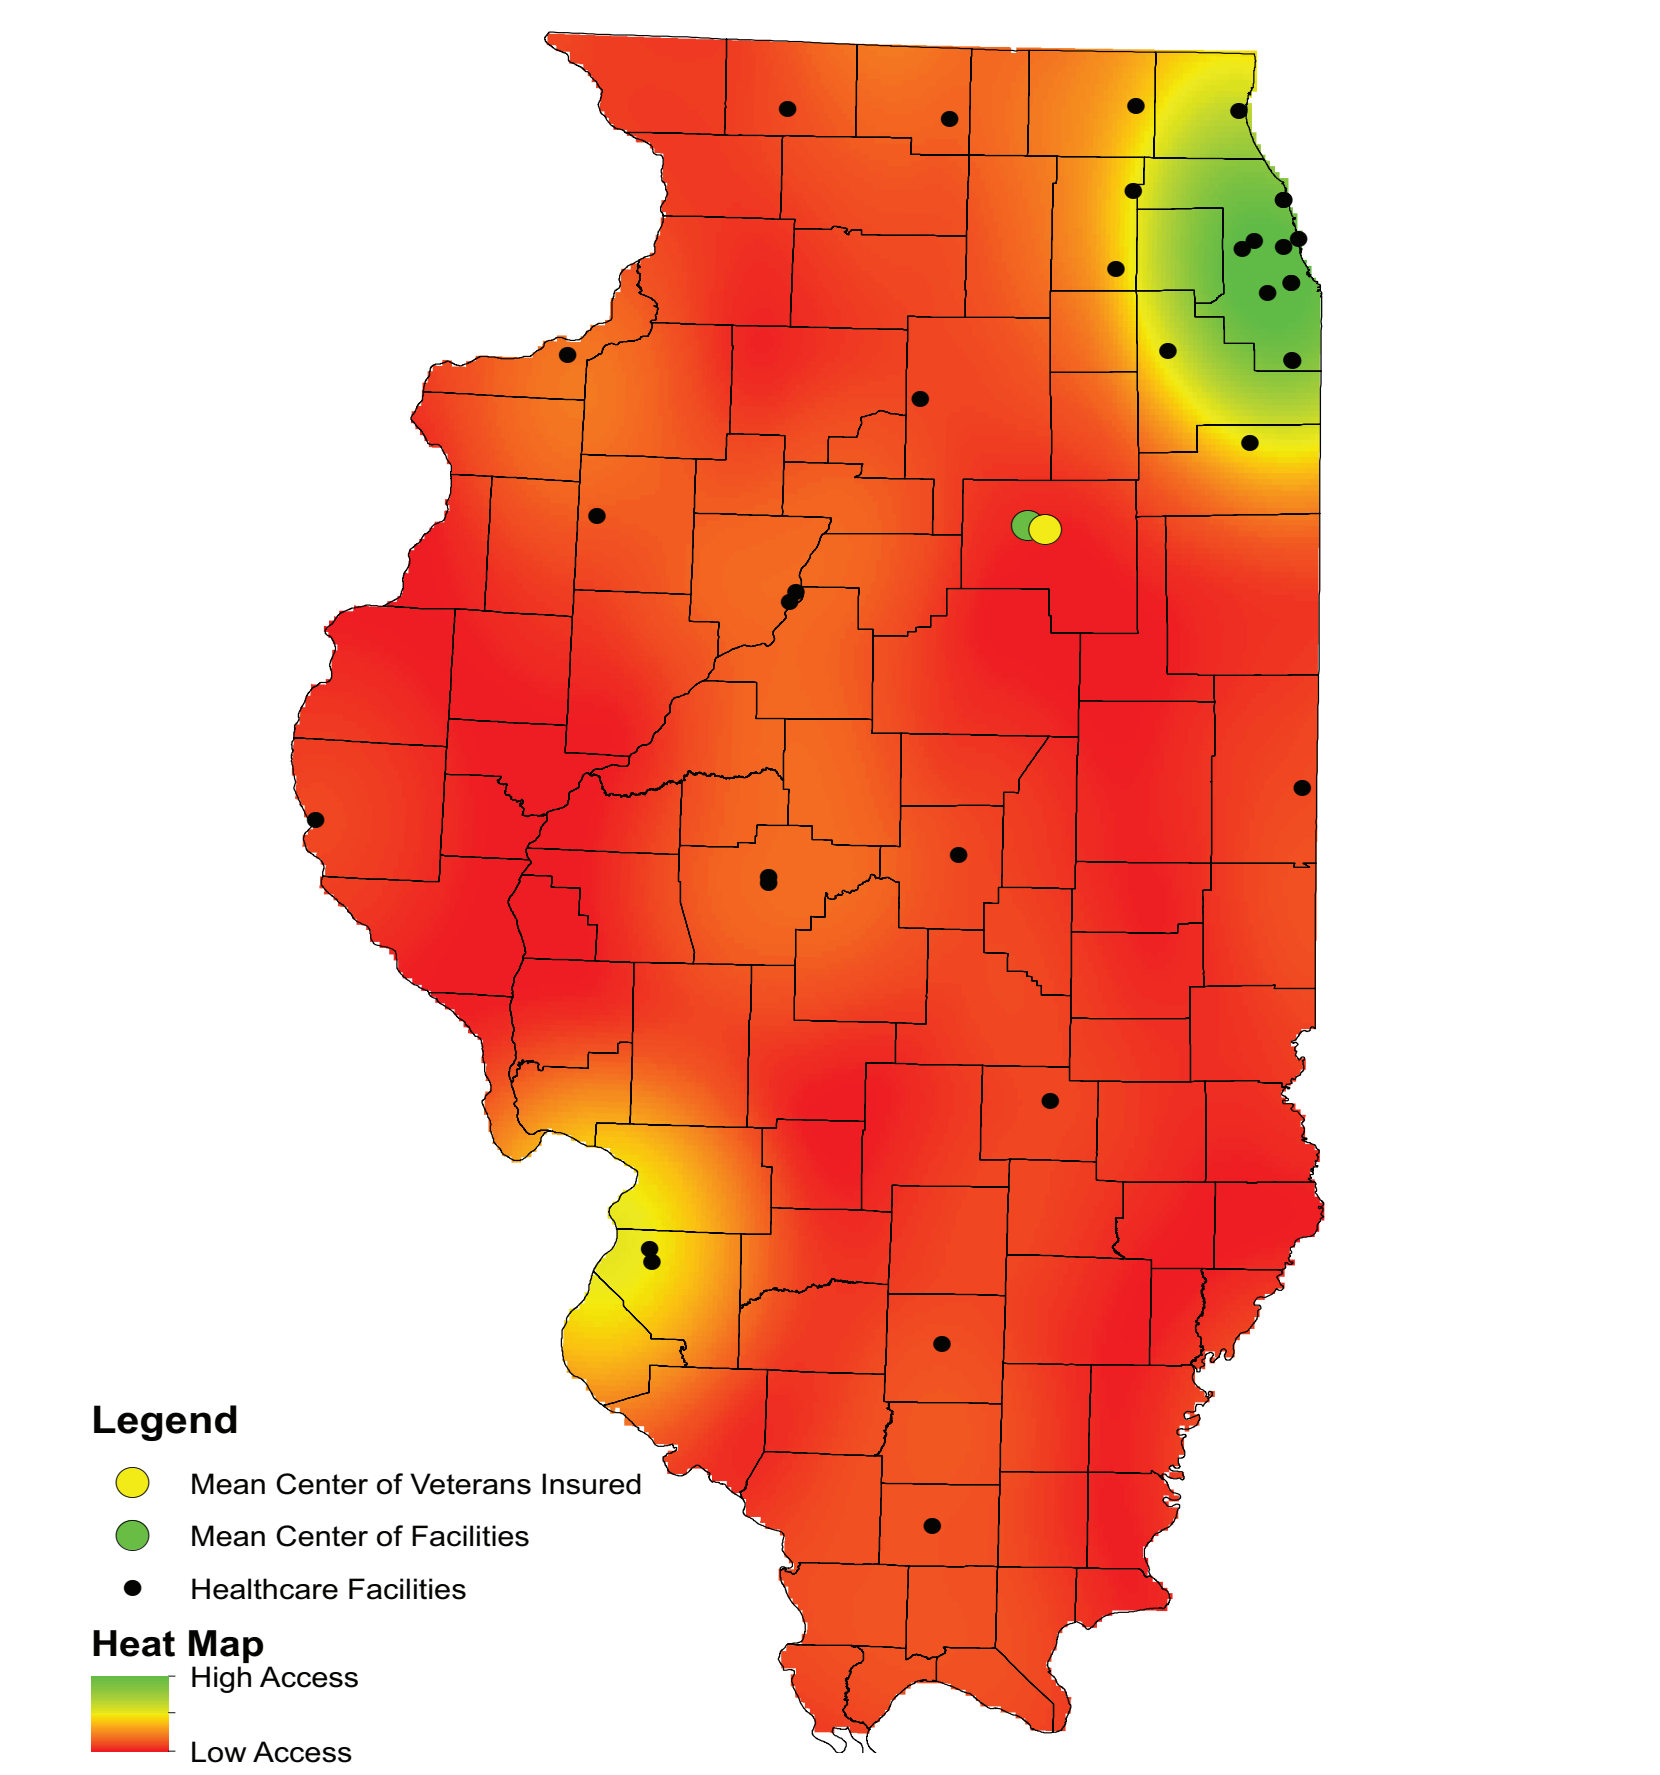 Legend
Mean Center of Veterans Insured
Mean Center of Facilities
Healthcare Facilities
Heat Map
High Access
Low Access